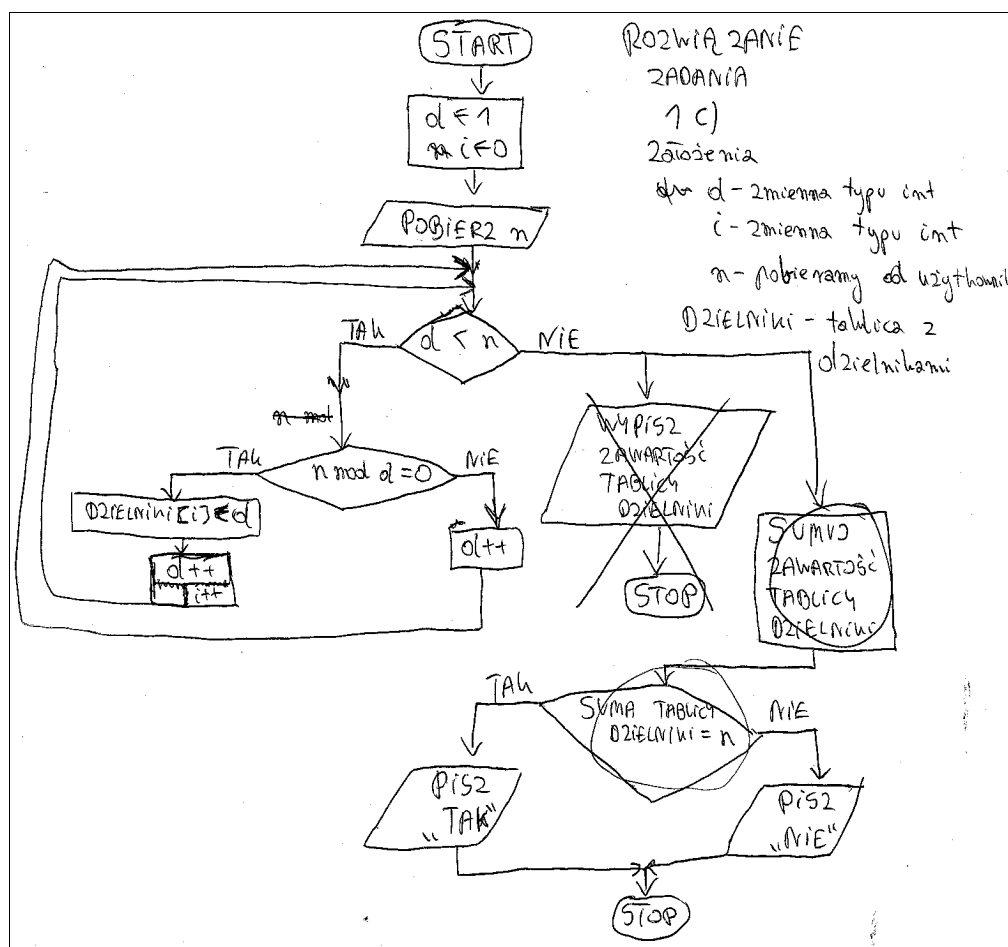 START
d ← 1
i ← 0
POBIERZ n
d < n
TAK
NIE
n mod d = 0
TAK
NIE
DZIELNIKI [i] ← d
d++
i++
d++
WYPISZ
ZAWARTOŚĆ
TABLICY
DZIELNIKI
STOP
SUMUJ
ZAWARTOŚĆ
TABLICY
DZIELNIKI
SUMA TABLICY
DZIELNIKI = n
TAK
NIE
PISZ
„TAK"
PISZ
„NIE"
STOP
ROZWIĄZANIE
ZADANIA
1 C)
Założenia
d - zmienna typu int
i - zmienna typu int
n - pobieramy od użytkownik
DZIELNIKI - tablica z
dzielnikami